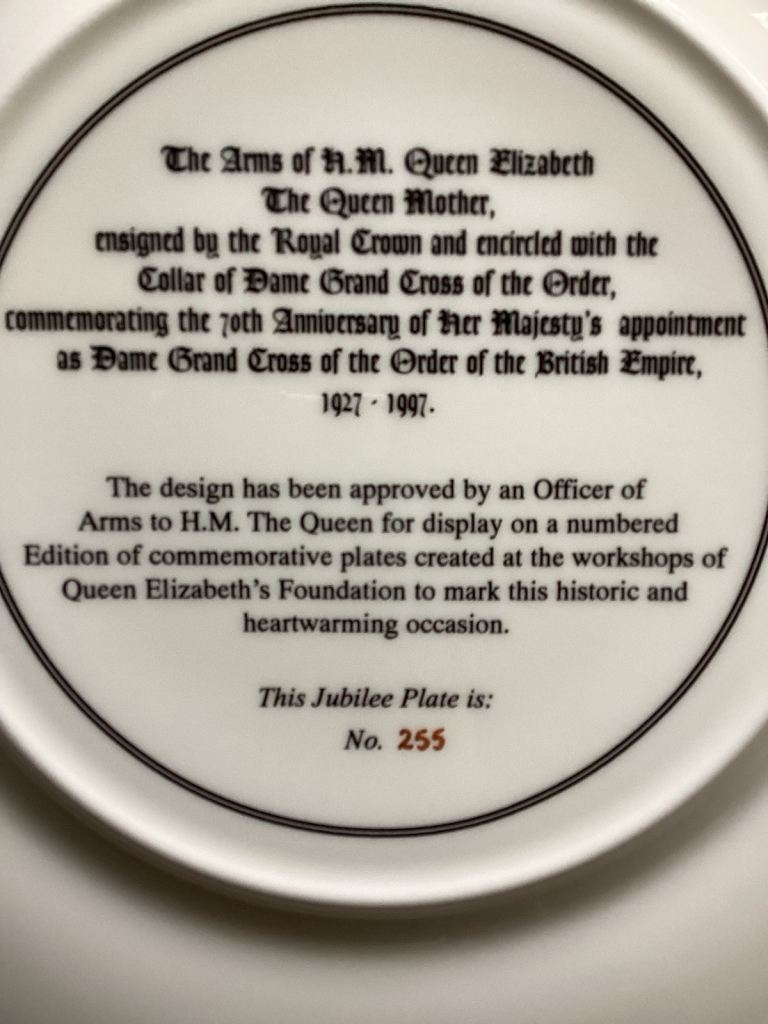 The Arms of H.M. Queen Elizabeth
The Queen Mother,
ensigned by the Royal Crown and encircled with the
Collar of Dame Grand Cross of the Order,
commemorating the 70th Anniversary of Her Majesty's appointment
as Dame Grand Cross of the Order of the British Empire,
1927 - 1997.
The design has been approved by an Officer of
Arms to H.M. The Queen for display on a numbered
Edition of commemorative plates created at the workshops of
Queen Elizabeth's Foundation to mark this historic and
heartwarming occasion.
This Jubilee Plate is:
No. 255